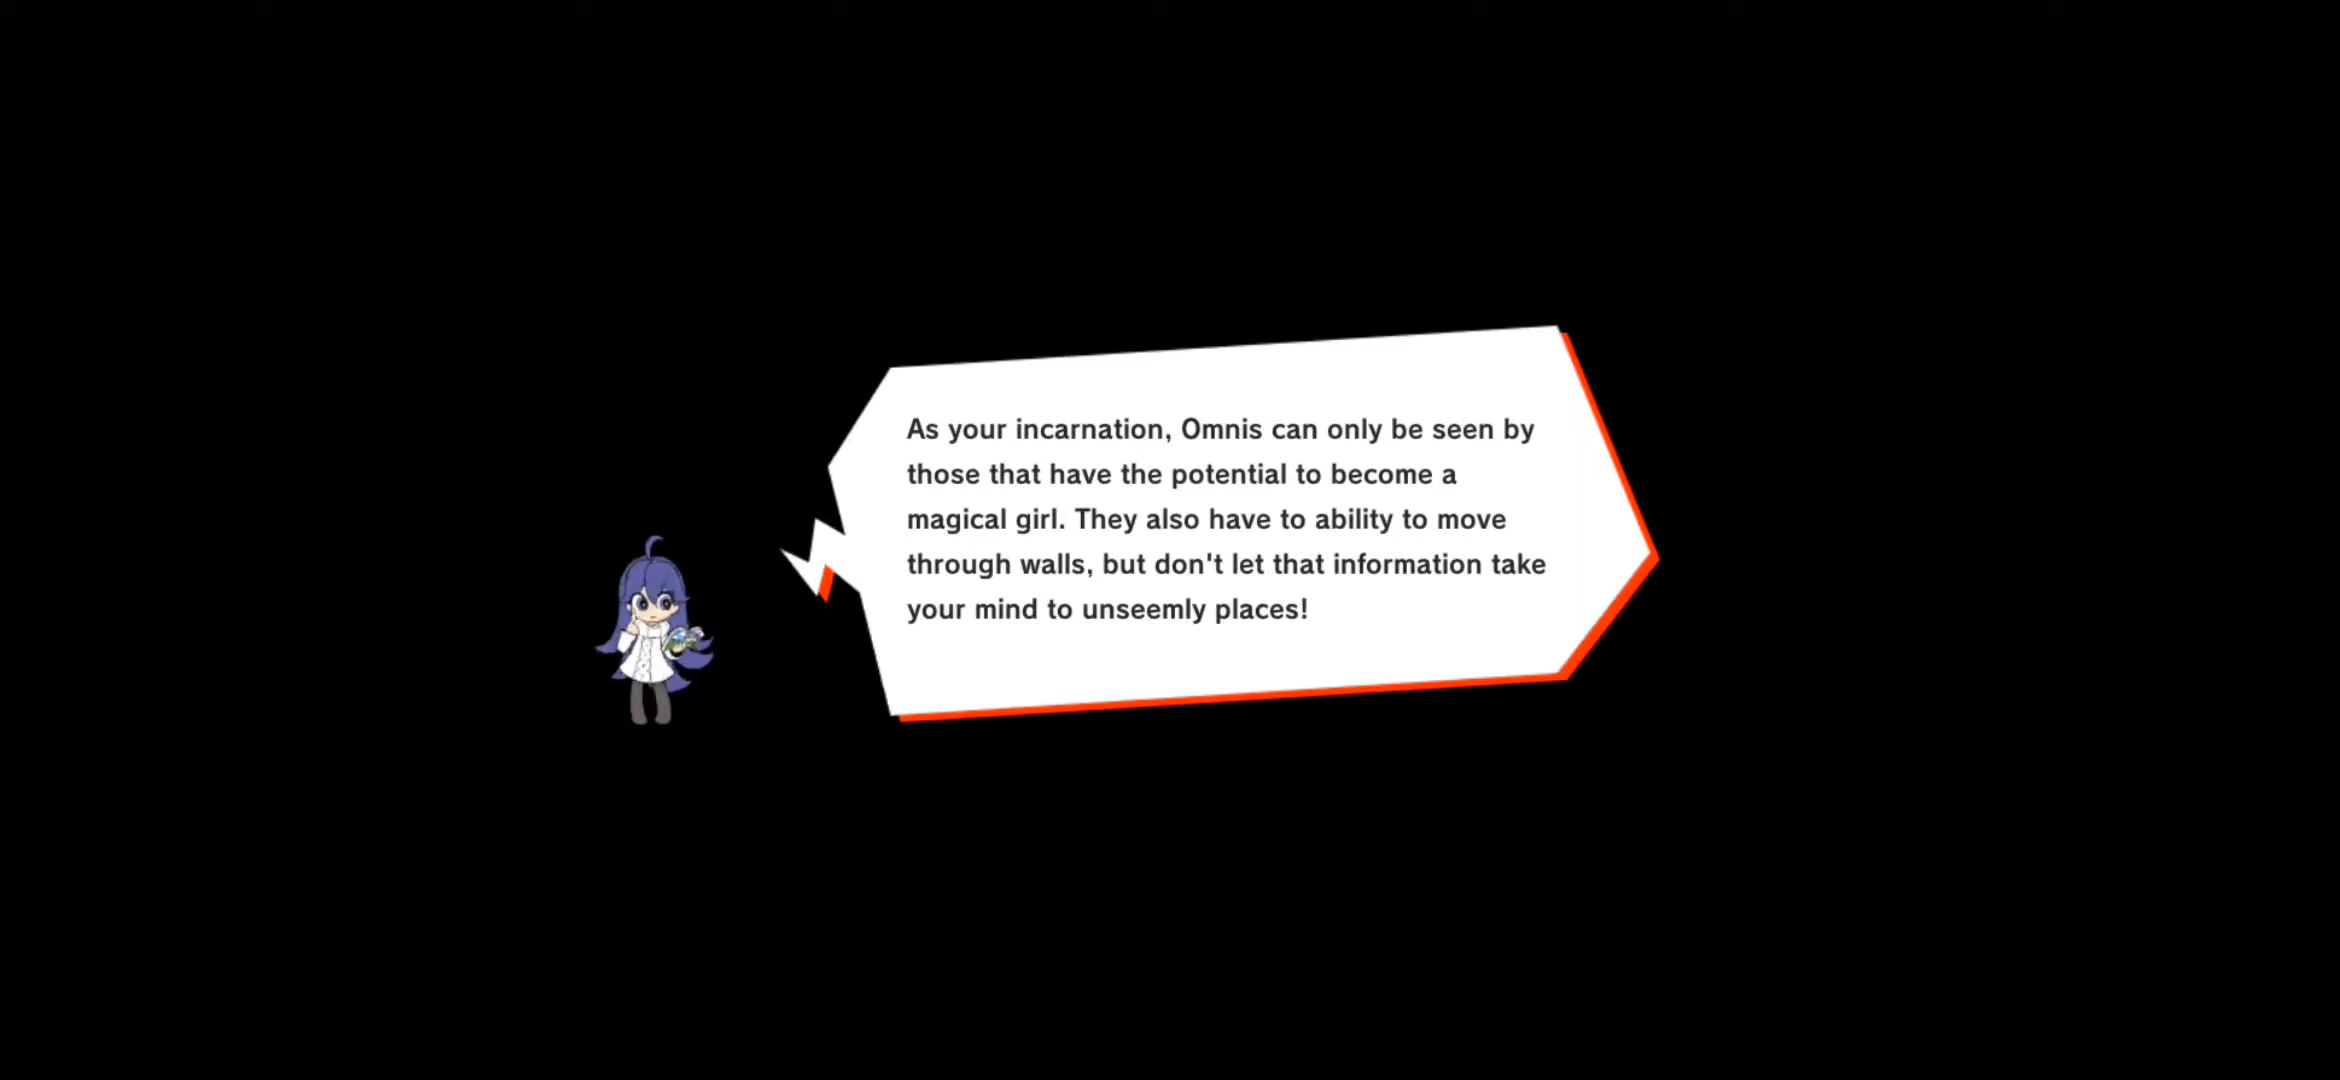 As your incarnation, Omnis can only be seen by
those that have the potential to become a
magical girl. They also have to ability to move
through walls, but don't let that information take
your mind to unseemly places!